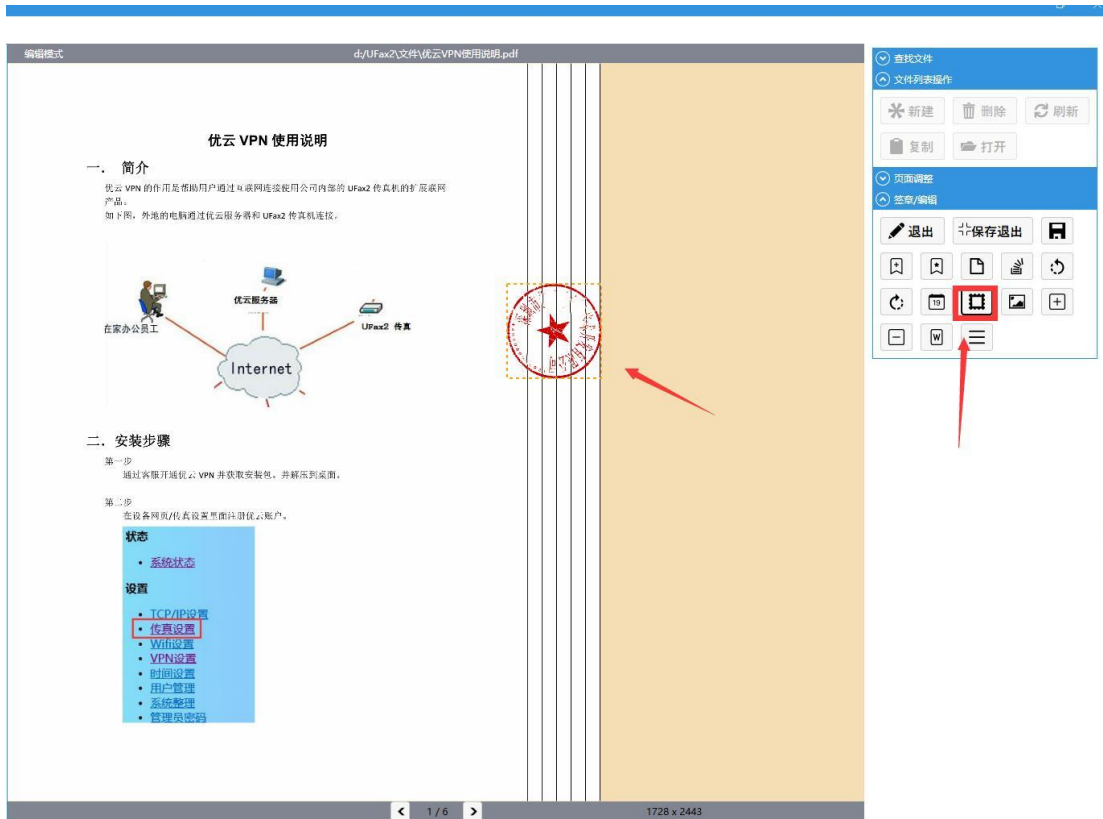 编辑模式
d:/UFax2\文件\优云VPN使用说明.pdf
优云 VPN 使用说明
一. 简介
优云 VPN 的作用是帮助用户通过互联网连接使用公司内部的 UFax2 传真机的扩展联网
产品。
如下图，外地的电脑通过优云服务器和 UFax2 传真机连接。
优云服务器
在家办公员工
UFax2 传真
Internet
二. 安装步骤
第一步
通过客服开通优云 VPN 并获取安装包，并解压到桌面。
第二步
在设备网页/传真设置里面注册优云账户。
状态
• 系统状态
设置
• TCP/IP设置
• 传真设置
• Wifi设置
• VPN设置
• 时间设置
• 用户管理
• 系统整理
• 管理员密码
1 / 6
1728 x 2443
查找文件
文件列表操作
新建
删除
刷新
复制
打开
页面调整
签章/编辑
退出
保存退出
19
W